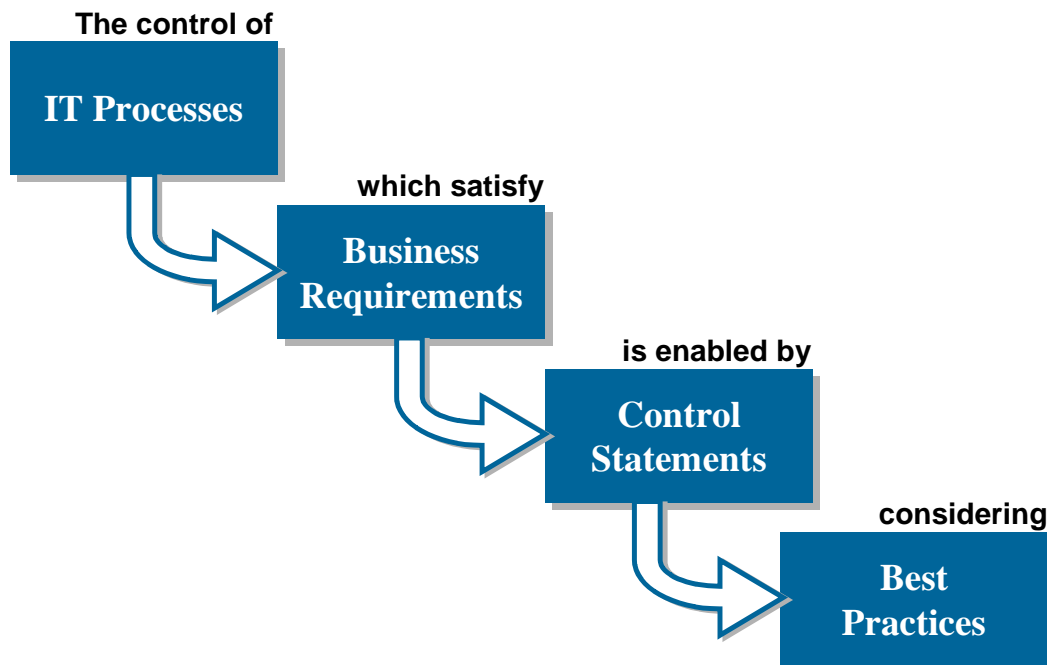 The control of
IT Processes
which satisfy
Business
Requirements
is enabled by
Control
Statements
considering
Best
Practices